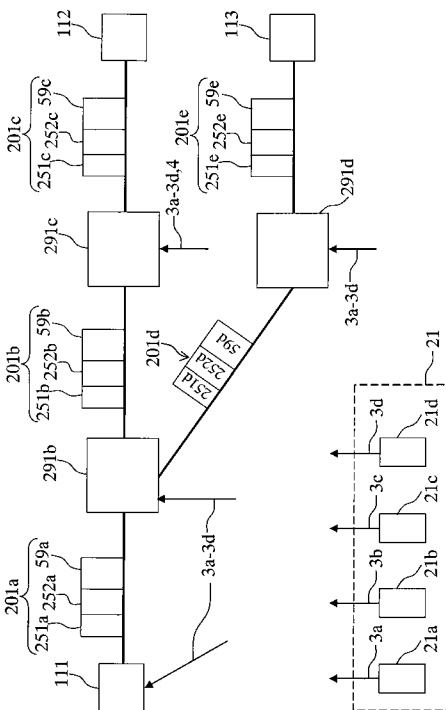 112
113
201c
251c 252c 59c
201e
251e 252e 59e
291c
3a-3d,4
291d
3a-3d
201b
251b 252b 59b
201d
251d 252d 59d
291b
3a-3d
201a
251a 252a 59a
3a-3d
111
21
3a 3b 3c 3d
21a 21b 21c 21d